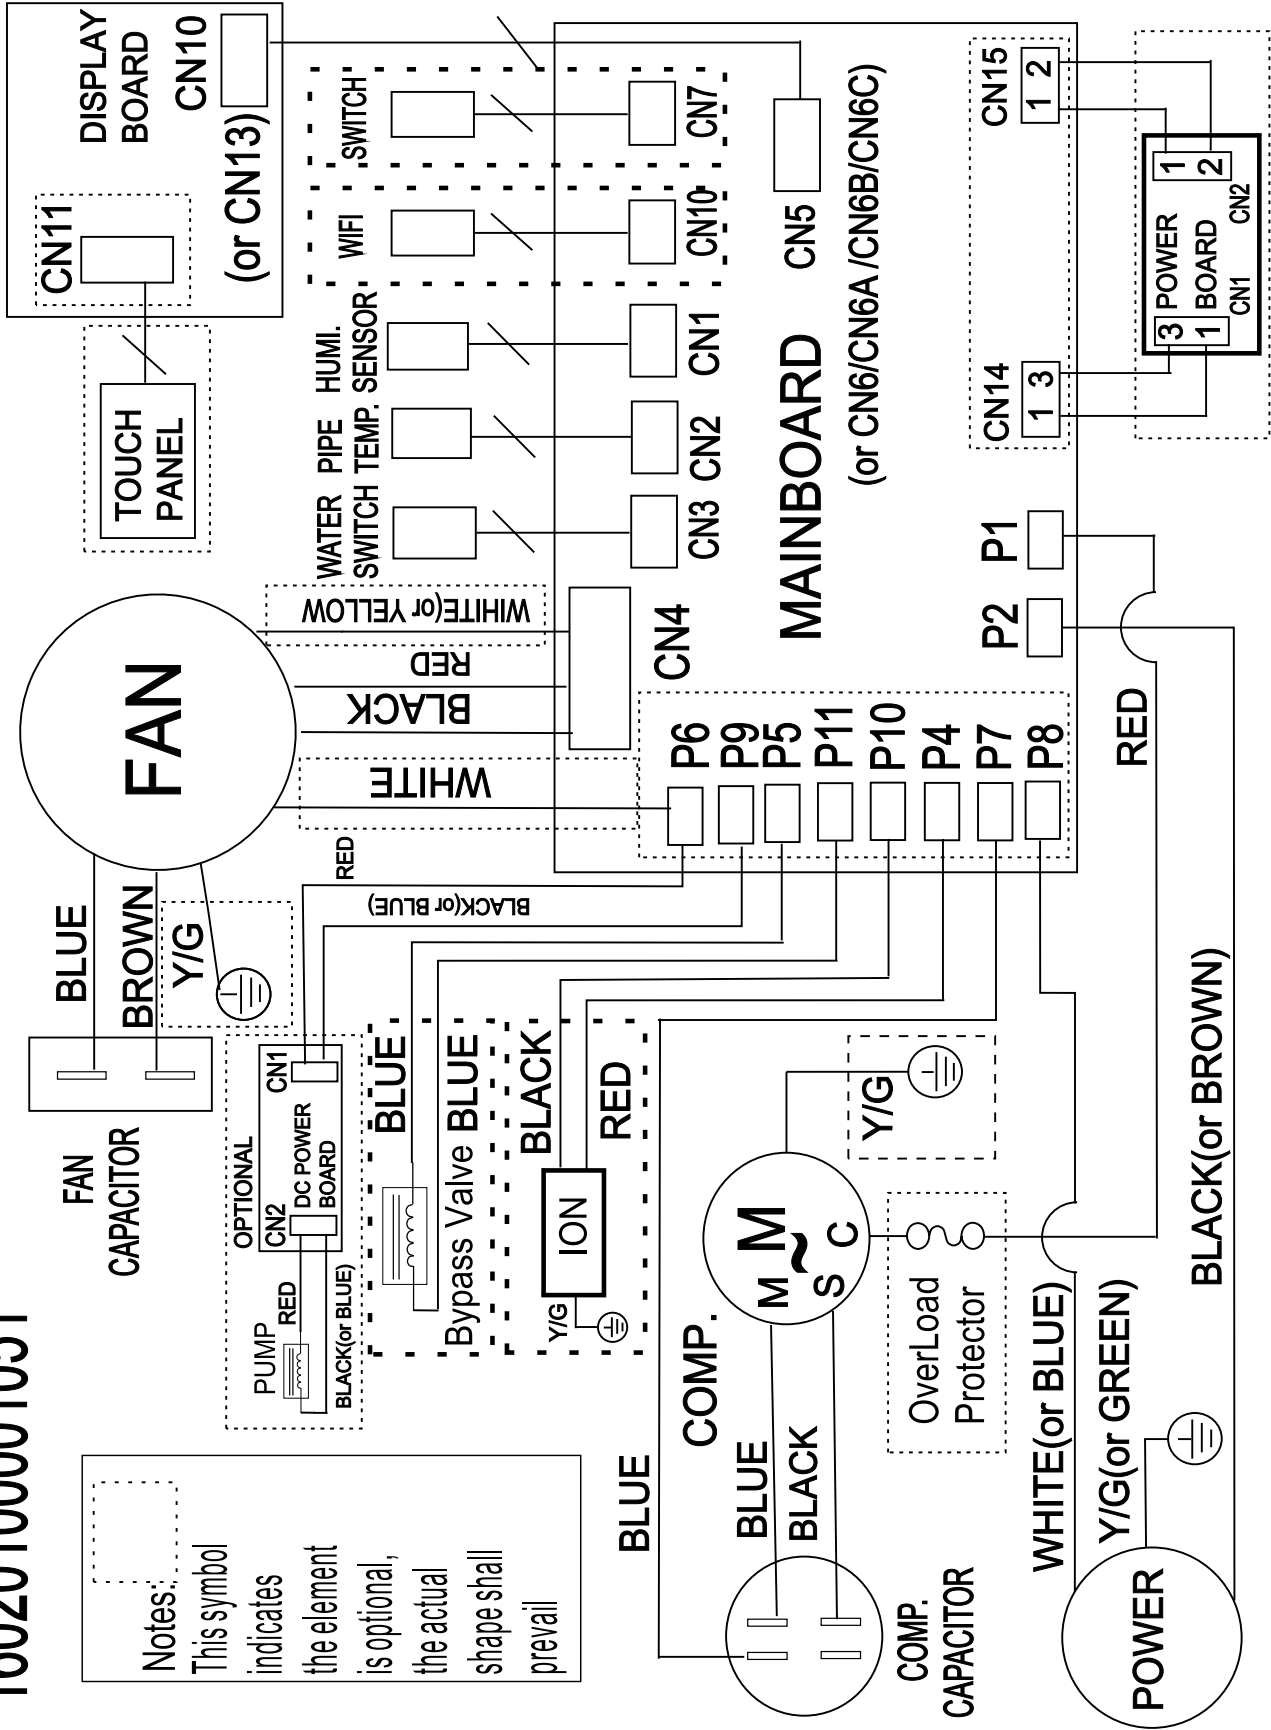 Notes:
This symbol
indicates
the element
is optional,
the actual
shape shall
prevail
FAN
CAPACITOR
BLUE
BROWN
Y/G
FAN
TOUCH
PANEL
CN11
DISPLAY
BOARD
CN10
(or CN13)
OPTIONAL
PUMP
RED
BLACK(or BLUE)
CN2
DC POWER
BOARD
CN1
RED
BLACK(or BLUE)
WHITE
BLACK
RED
WIHITE(or YELLOW
WATER
SWITCH
PIPE
TEMP.
HUMI.
SENSOR
WIFI
SWITCH
BLUE
Bypass Valve BLUE
BLACK
RED
ION
Y/G
CN4
CN3
CN2
CN1
CN10
CN7
P6
P9
P5
P11
P10
P4
P7
P8
MAINBOARD
CN5
(or CN6/CN6A /CN6B/CN6C)
BLUE
COMP.
BLUE
BLACK
M
M
~
S
C
Y/G
COMP.
CAPACITOR
OverLoad
Protector
P2
P1
CN14
1 3
CN15
1 2
RED
WHITE(or BLUE)
Y/G(or GREEN)
BLACK(or BROWN)
POWER
3
1
POWER
BOARD
1
2
CN1
CN2